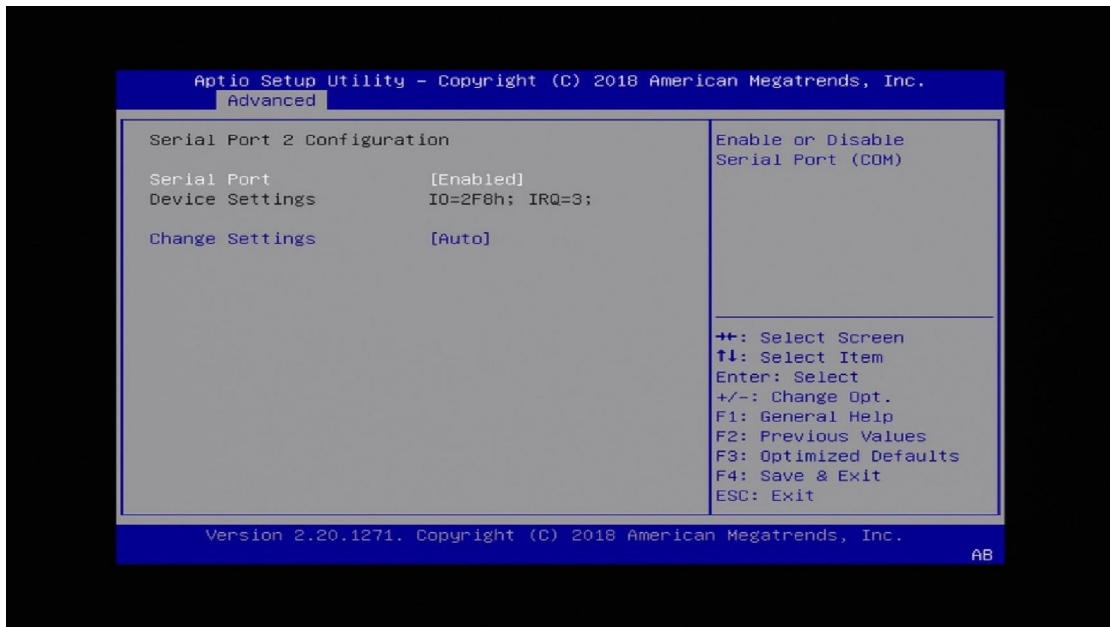 Aptio Setup Utility – Copyright (C) 2018 American Megatrends, Inc.
Advanced
Serial Port 2 Configuration
Serial Port [Enabled]
Device Settings IO=2F8h; IRQ=3;
Change Settings [Auto]
Enable or Disable
Serial Port (COM)
→←: Select Screen
↑↓: Select Item
Enter: Select
+/-: Change Opt.
F1: General Help
F2: Previous Values
F3: Optimized Defaults
F4: Save & Exit
ESC: Exit
Version 2.20.1271. Copyright (C) 2018 American Megatrends, Inc.
AB